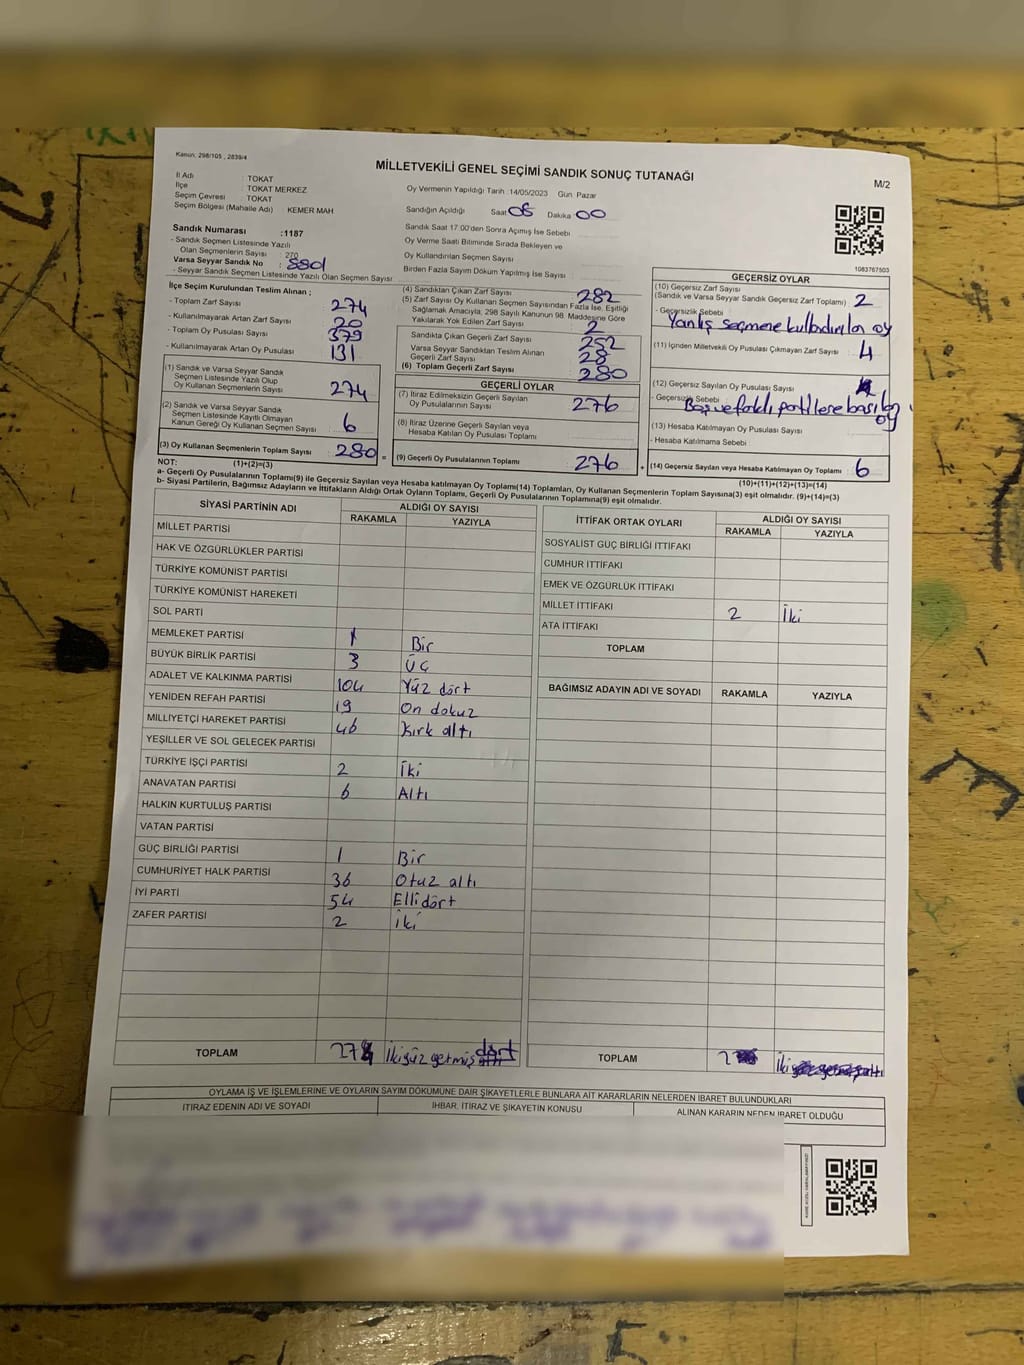 Kanun: 298/105 , 2839/4
MİLLETVEKİLİ GENEL SEÇİMİ SANDIK SONUÇ TUTANAĞI
M/2
İl Adı : TOKAT
İlçe : TOKAT MERKEZ
Seçim Çevresi : TOKAT
Seçim Bölgesi (Mahalle Adı) : KEMER MAH
Oy Vermenin Yapıldığı Tarih :14/05/2023 Gün: Pazar
Sandığın Açıldığı Saat 08 Dakika 00
Sandık Numarası :1187
- Sandık Seçmen Listesinde Yazılı
Olan Seçmenlerin Sayısı : 270
Varsa Seyyar Sandık No :
- Seyyar Sandık Seçmen Listesinde Yazılı Olan Seçmen Sayısı
Sandık Saat 17:00'den Sonra Açımış İse Sebebi
Oy Verme Saati Bitiminde Sırada Bekleyen ve
Oy Kullandırılan Seçmen Sayısı
Birden Fazla Sayım Döküm Yapılmış İse Sayısı
1083767503
İlçe Seçim Kurulundan Teslim Alınan ;
- Toplam Zarf Sayısı 274
- Kullanılmayarak Artan Zarf Sayısı 20
- Toplam Oy Pusulası Sayısı 379
- Kullanılmayarak Artan Oy Pusulası 131
(1) Sandık ve Varsa Seyyar Sandık
Seçmen Listesinde Yazılı Olup
Oy Kullanan Seçmenlerin Sayısı 274
(2) Sandık ve Varsa Seyyar Sandık
Seçmen Listesinde Kayıtlı Olmayan
Kanun Gereği Oy Kullanan Seçmen Sayısı 6
(3) Oy Kullanan Seçmenlerin Toplam Sayısı 280 =
(1)+(2)=(3)
(4) Sandıktan Çıkan Zarf Sayısı 282
(5) Zarf Sayısı Oy Kullanan Seçmen Sayısından Fazla İse, Eşitliği
Sağlamak Amacıyla, 298 Sayılı Kanunun 98. Maddesine Göre
Yakılarak Yok Edilen Zarf Sayısı 2
Sandıkta Çıkan Geçerli Zarf Sayısı 252
Varsa Seyyar Sandıktan Teslim Alınan
Geçerli Zarf Sayısı 28
(6) Toplam Geçerli Zarf Sayısı 280
GEÇERLİ OYLAR
(7) İtiraz Edilmeksizin Geçerli Sayılan
Oy Pusulalarının Sayısı 276
(8) İtiraz Üzerine Geçerli Sayılan veya
Hesaba Katılan Oy Pusulası Toplamı
(9) Geçerli Oy Pusulalarının Toplamı 276 +
GEÇERSİZ OYLAR
(10) Geçersiz Zarf Sayısı
(Sandık ve Varsa Seyyar Sandık Geçersiz Zarf Toplamı) 2
- Geçersizlik Sebebi
Yanlış seçmene kullandırılan oy
(11) İçinden Milletvekili Oy Pusulası Çıkmayan Zarf Sayısı 4
(12) Geçersiz Sayılan Oy Pusulası Sayısı
- Geçersizlik Sebebi
Boş ve farklı partilere basılan
oy
(13) Hesaba Katılmayan Oy Pusulası Sayısı
- Hesaba Katılmama Sebebi
(14) Geçersiz Sayılan veya Hesaba Katılmayan Oy Toplamı 6
(10)+(11)+(12)+(13)=(14)
NOT:
a- Geçerli Oy Pusulalarının Toplamı(9) ile Geçersiz Sayılan veya Hesaba katılmayan Oy Toplamı(14) Toplamları, Oy Kullanan Seçmenlerin Toplam Sayısına(3) eşit olmalıdır. (9)+(14)=(3)
b- Siyasi Partilerin, Bağımsız Adayların ve İttifakların Aldığı Ortak Oyların Toplamı, Geçerli Oy Pusulalarının Toplamına(9) eşit olmalıdır.
SİYASİ PARTİNİN ADI ALDIĞI OY SAYISI
RAKAMLA YAZIYLA
MİLLET PARTİSİ
HAK VE ÖZGÜRLÜKLER PARTİSİ
TÜRKİYE KOMÜNİST PARTİSİ
TÜRKİYE KOMÜNİST HAREKETİ
SOL PARTİ
MEMLEKET PARTİSİ 1 Bir
BÜYÜK BİRLİK PARTİSİ 3 Üç
ADALET VE KALKINMA PARTİSİ 104 Yüz dört
YENİDEN REFAH PARTİSİ 19 On dokuz
MİLLİYETÇİ HAREKET PARTİSİ 46 Kırk altı
YEŞİLLER VE SOL GELECEK PARTİSİ
TÜRKİYE İŞÇİ PARTİSİ 2 İki
ANAVATAN PARTİSİ 6 Altı
HALKIN KURTULUŞ PARTİSİ
VATAN PARTİSİ
GÜÇ BİRLİĞİ PARTİSİ 1 Bir
CUMHURİYET HALK PARTİSİ 36 Otuz altı
İYİ PARTİ 54 Elli dört
ZAFER PARTİSİ 2 İki
TOPLAM 274 İkiyüz yetmiş dört
İTTİFAK ORTAK OYLARI ALDIĞI OY SAYISI
RAKAMLA YAZIYLA
SOSYALİST GÜÇ BİRLİĞİ İTTİFAKI
CUMHUR İTTİFAKI
EMEK VE ÖZGÜRLÜK İTTİFAKI
MİLLET İTTİFAKI 2 İki
ATA İTTİFAKI
TOPLAM
BAĞIMSIZ ADAYIN ADI VE SOYADI RAKAMLA YAZIYLA
TOPLAM 2 İki
OYLAMA İŞ VE İŞLEMLERİNE VE OYLARIN SAYIM DÖKÜMÜNE DAİR ŞİKAYETLERLE BUNLARA AİT KARARLARIN NELERDEN İBARET BULUNDUKLARI
İTİRAZ EDENİN ADI VE SOYADI İHBAR, İTİRAZ VE ŞİKAYETİN KONUSU ALINAN KARARIN NEDEN İBARET OLDUĞU